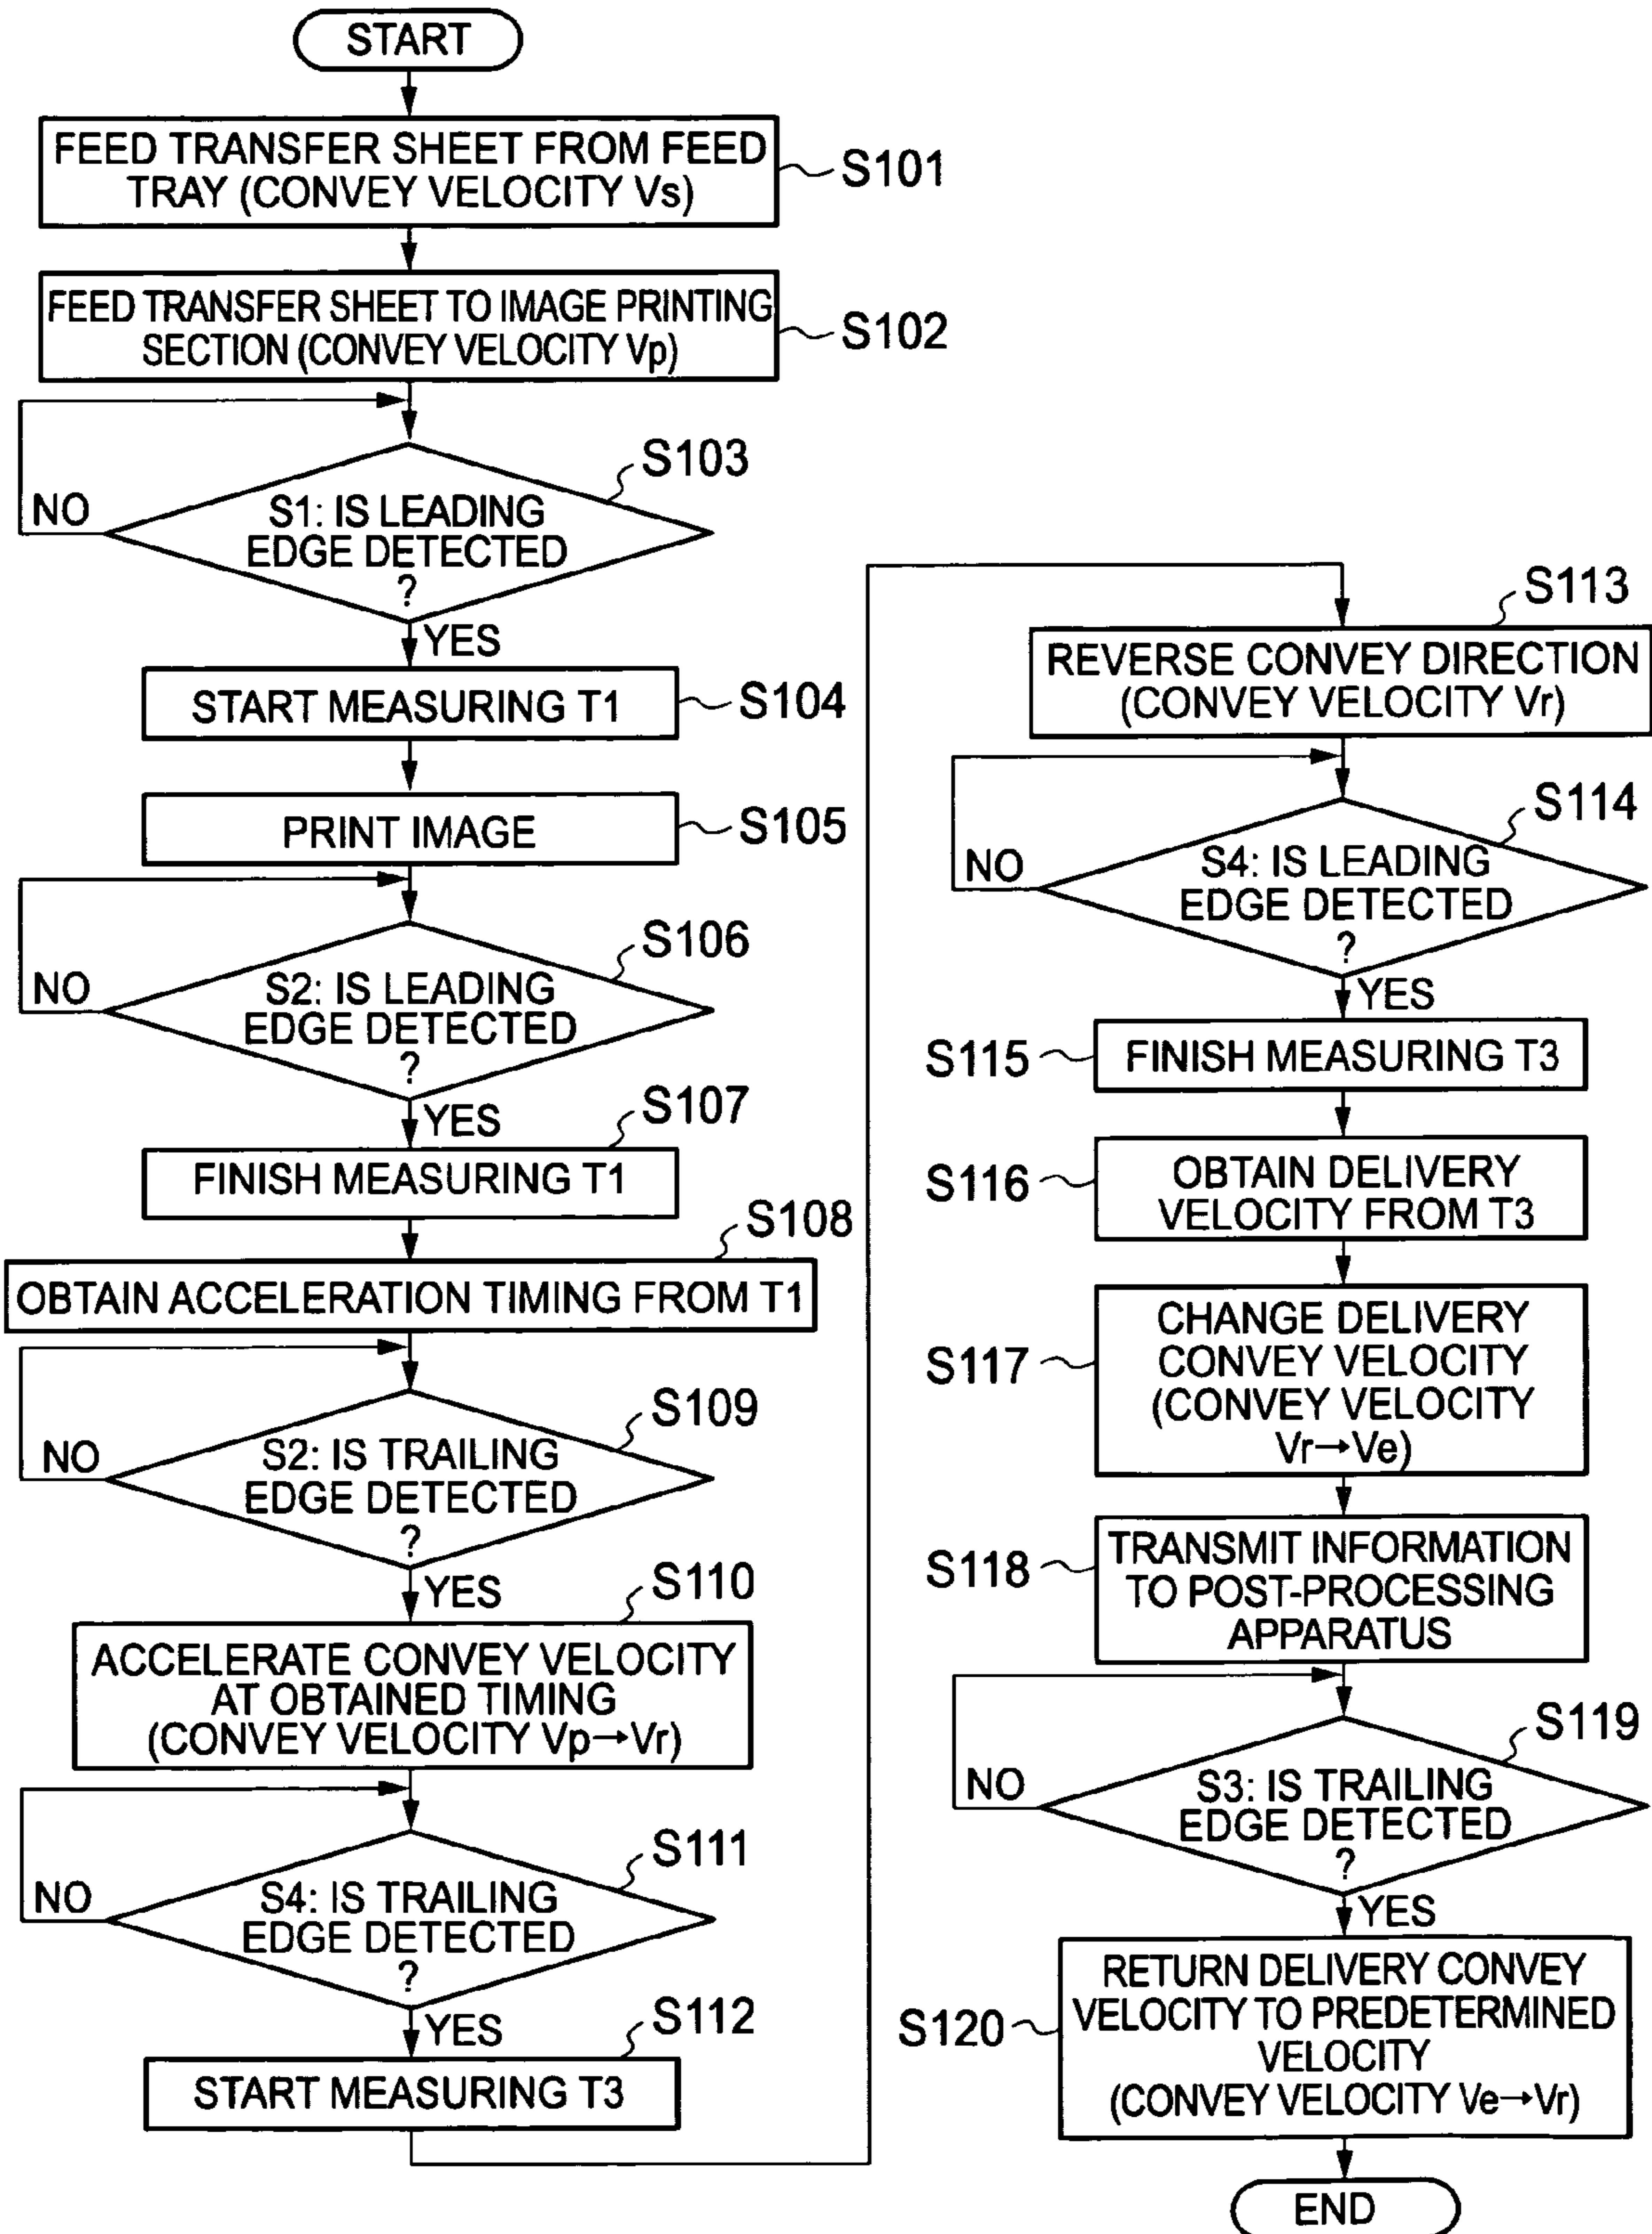 START
FEED TRANSFER SHEET FROM FEED
TRAY (CONVEY VELOCITY Vs)
S101
FEED TRANSFER SHEET TO IMAGE PRINTING
SECTION (CONVEY VELOCITY Vp)
S102
S103
NO
S1: IS LEADING
EDGE DETECTED
?
YES
START MEASURING T1
S104
PRINT IMAGE
S105
S106
NO
S2: IS LEADING
EDGE DETECTED
?
YES
S107
FINISH MEASURING T1
S108
OBTAIN ACCELERATION TIMING FROM T1
S109
NO
S2: IS TRAILING
EDGE DETECTED
?
YES
S110
ACCELERATE CONVEY VELOCITY
AT OBTAINED TIMING
(CONVEY VELOCITY Vp→Vr)
S111
NO
S4: IS TRAILING
EDGE DETECTED
?
YES
S112
START MEASURING T3
S113
REVERSE CONVEY DIRECTION
(CONVEY VELOCITY Vr)
S114
NO
S4: IS LEADING
EDGE DETECTED
?
YES
S115
FINISH MEASURING T3
S116
OBTAIN DELIVERY
VELOCITY FROM T3
S117
CHANGE DELIVERY
CONVEY VELOCITY
(CONVEY VELOCITY
Vr→Ve)
S118
TRANSMIT INFORMATION
TO POST-PROCESSING
APPARATUS
S119
NO
S3: IS TRAILING
EDGE DETECTED
?
YES
S120
RETURN DELIVERY CONVEY
VELOCITY TO PREDETERMINED
VELOCITY
(CONVEY VELOCITY Ve→Vr)
END